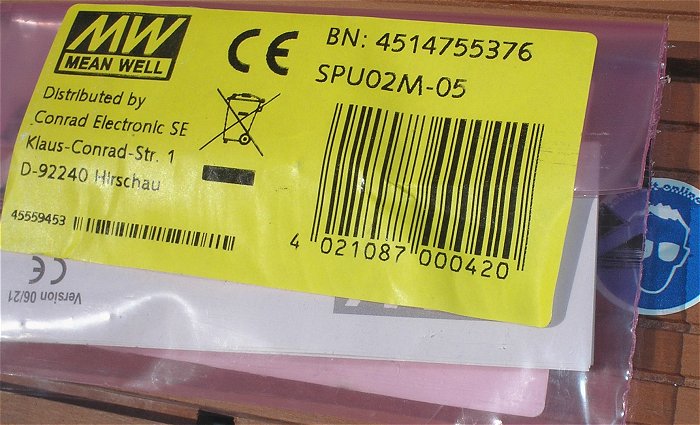 MW
MEAN WELL
CE
BN: 4514755376
SPU02M-05
Distributed by
Conrad Electronic SE
Klaus-Conrad-Str. 1
D-92240 Hirschau
45559453
4 021087 000420
CE
Version 06/21
online